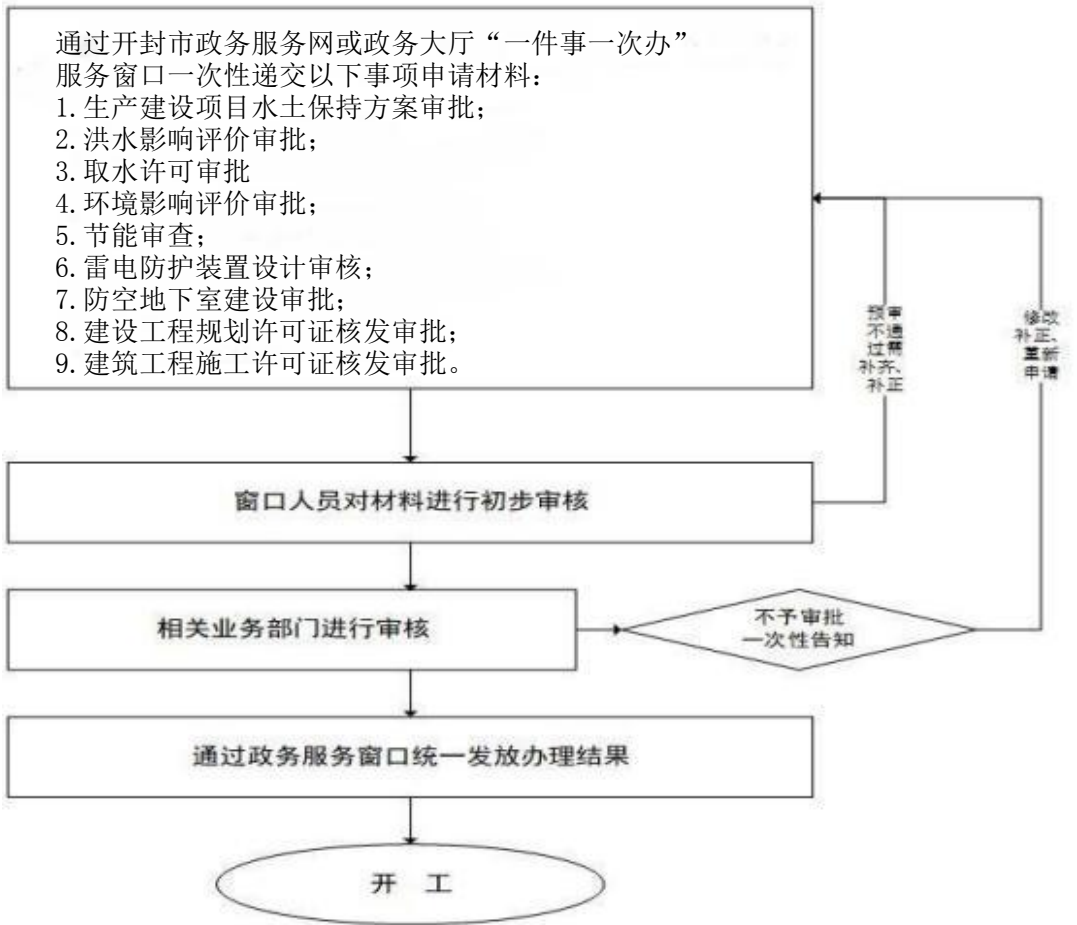 通过开封市政务服务网或政务大厅“一件事一次办”
服务窗口一次性递交以下事项申请材料：
1.生产建设项目水土保持方案审批；
2.洪水影响评价审批；
3.取水许可审批
4.环境影响评价审批；
5.节能审查；
6.雷电防护装置设计审核；
7.防空地下室建设审批；
8.建设工程规划许可证核发审批；
9.建筑工程施工许可证核发审批。
预审
不通
过需
补齐、
补正
修改
补正、
重新
申请
窗口人员对材料进行初步审核
相关业务部门进行审核
不予审批
一次性告知
通过政务服务窗口统一发放办理结果
开 工